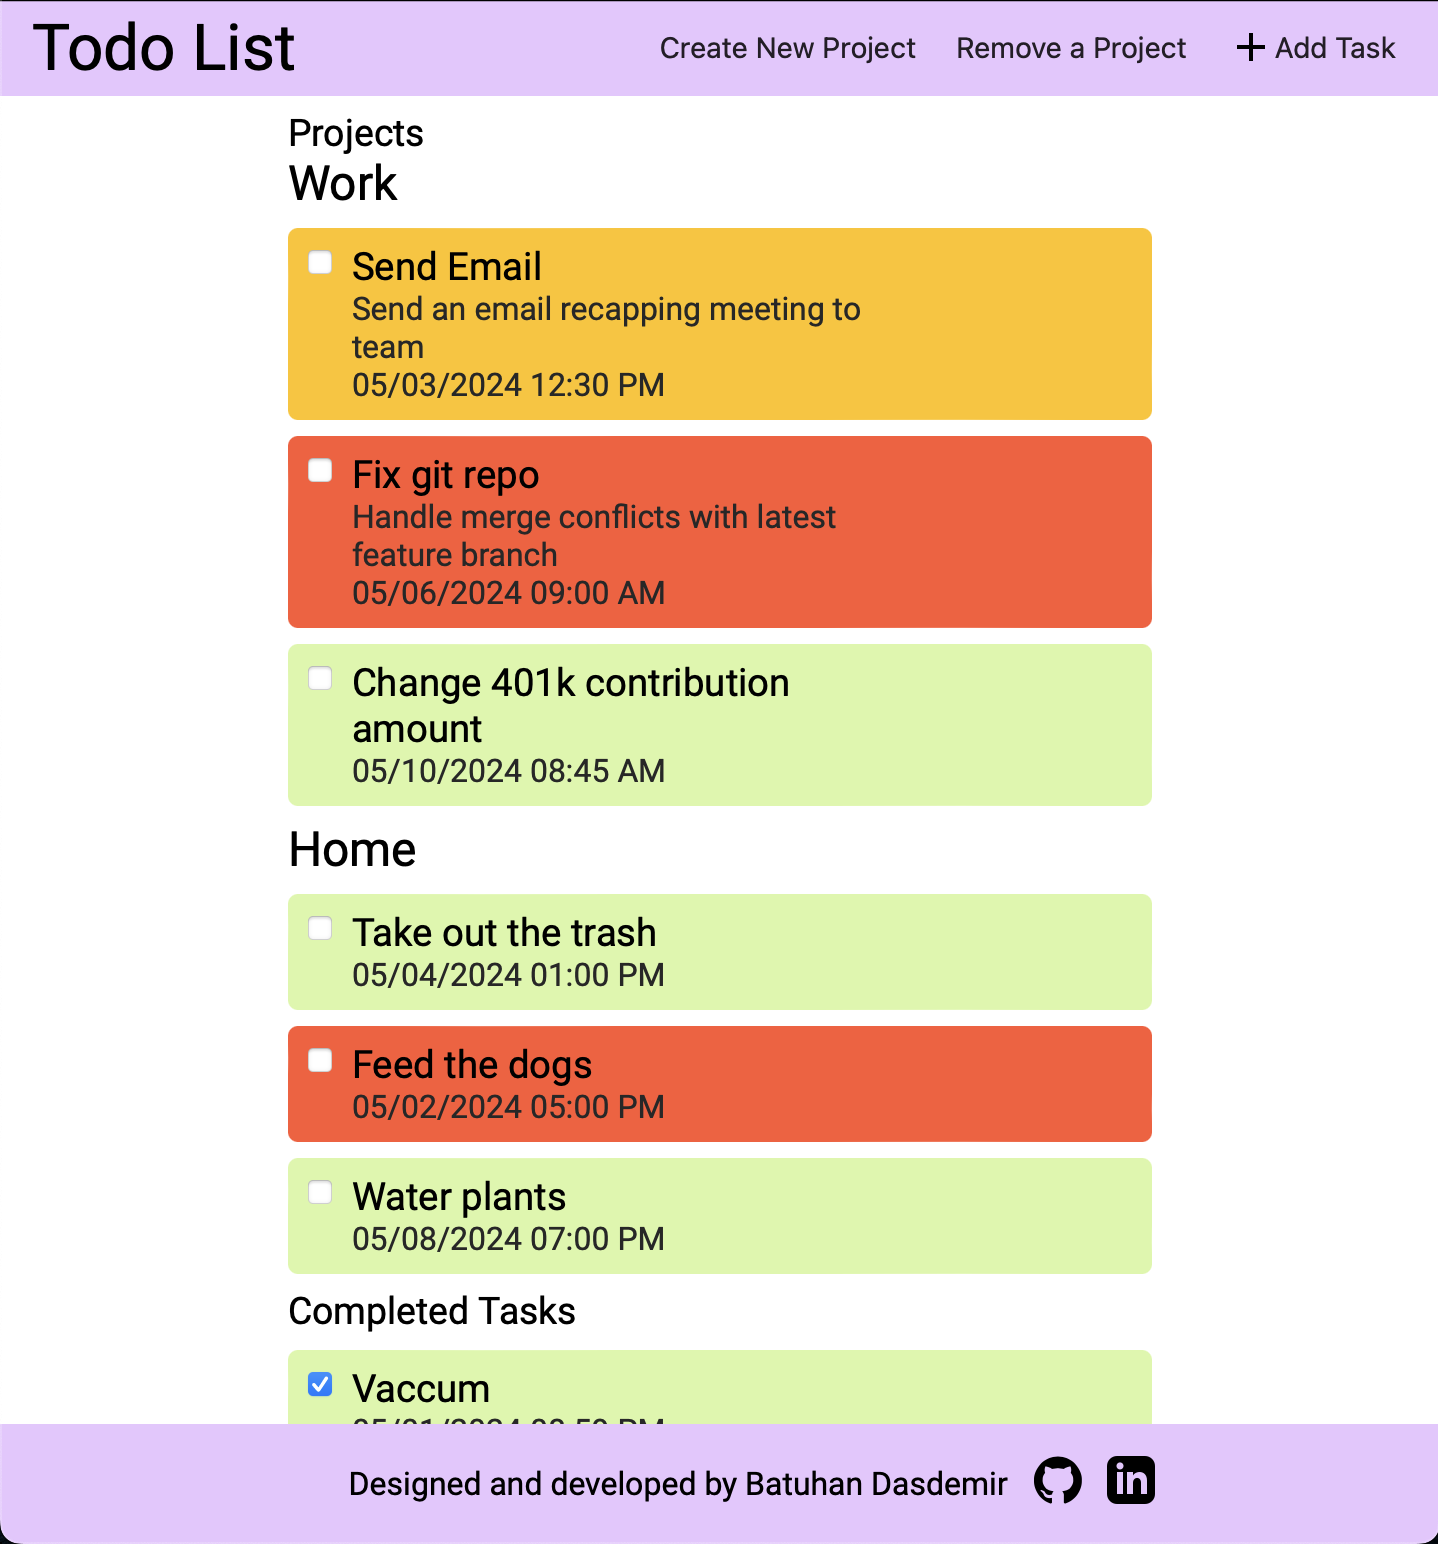 Todo List
Create New Project
Remove a Project
Add Task
Projects
Work
Send Email
Send an email recapping meeting to
team
05/03/2024 12:30 PM
Fix git repo
Handle merge conflicts with latest
feature branch
05/06/2024 09:00 AM
Change 401k contribution
amount
05/10/2024 08:45 AM
Home
Take out the trash
05/04/2024 01:00 PM
Feed the dogs
05/02/2024 05:00 PM
Water plants
05/08/2024 07:00 PM
Completed Tasks
Vaccum
Designed and developed by Batuhan Dasdemir
in